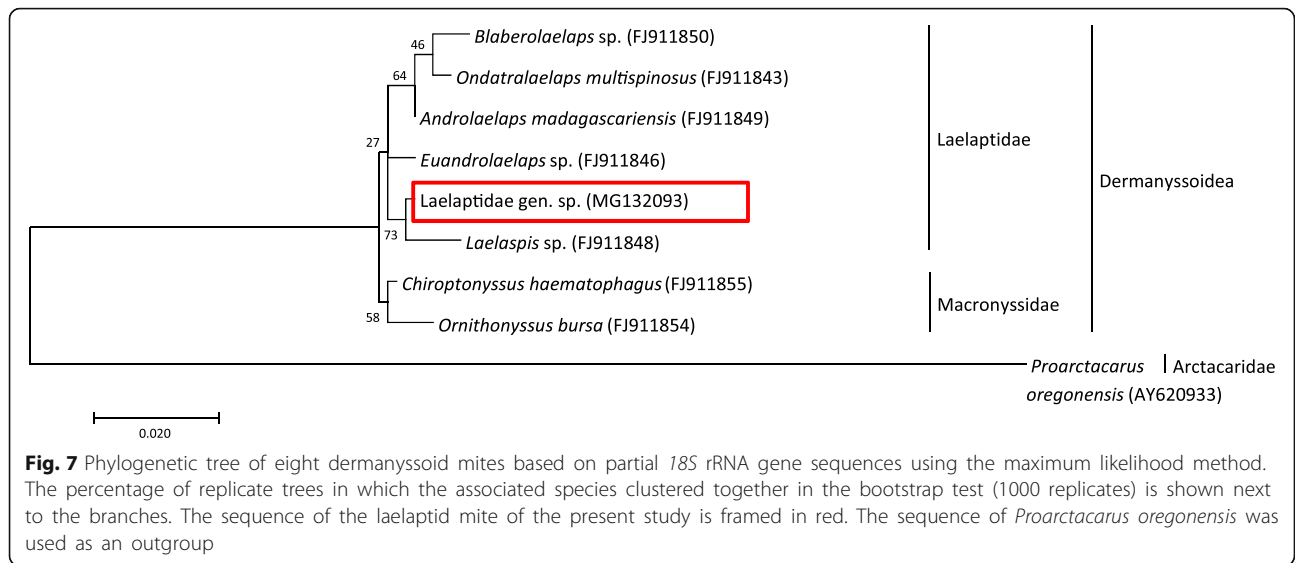 46
Blaberolaelaps sp. (FJ911850)
64
Ondatralaelaps multispinosus (FJ911843)
Androlaelaps madagascariensis (FJ911849)
Laelaptidae
27
Euandrolaelaps sp. (FJ911846)
Dermanyssoidea
Laelaptidae gen. sp. (MG132093)
73
Laelaspis sp. (FJ911848)
Chiroptonyssus haematophagus (FJ911855)
Macronyssidae
58
Ornithonyssus bursa (FJ911854)
Proarctacarus
oregonensis (AY620933)
Arctacaridae
0.020
Fig. 7 Phylogenetic tree of eight dermanyssoid mites based on partial 18S rRNA gene sequences using the maximum likelihood method.
The percentage of replicate trees in which the associated species clustered together in the bootstrap test (1000 replicates) is shown next
to the branches. The sequence of the laelaptid mite of the present study is framed in red. The sequence of Proarctacarus oregonensis was
used as an outgroup